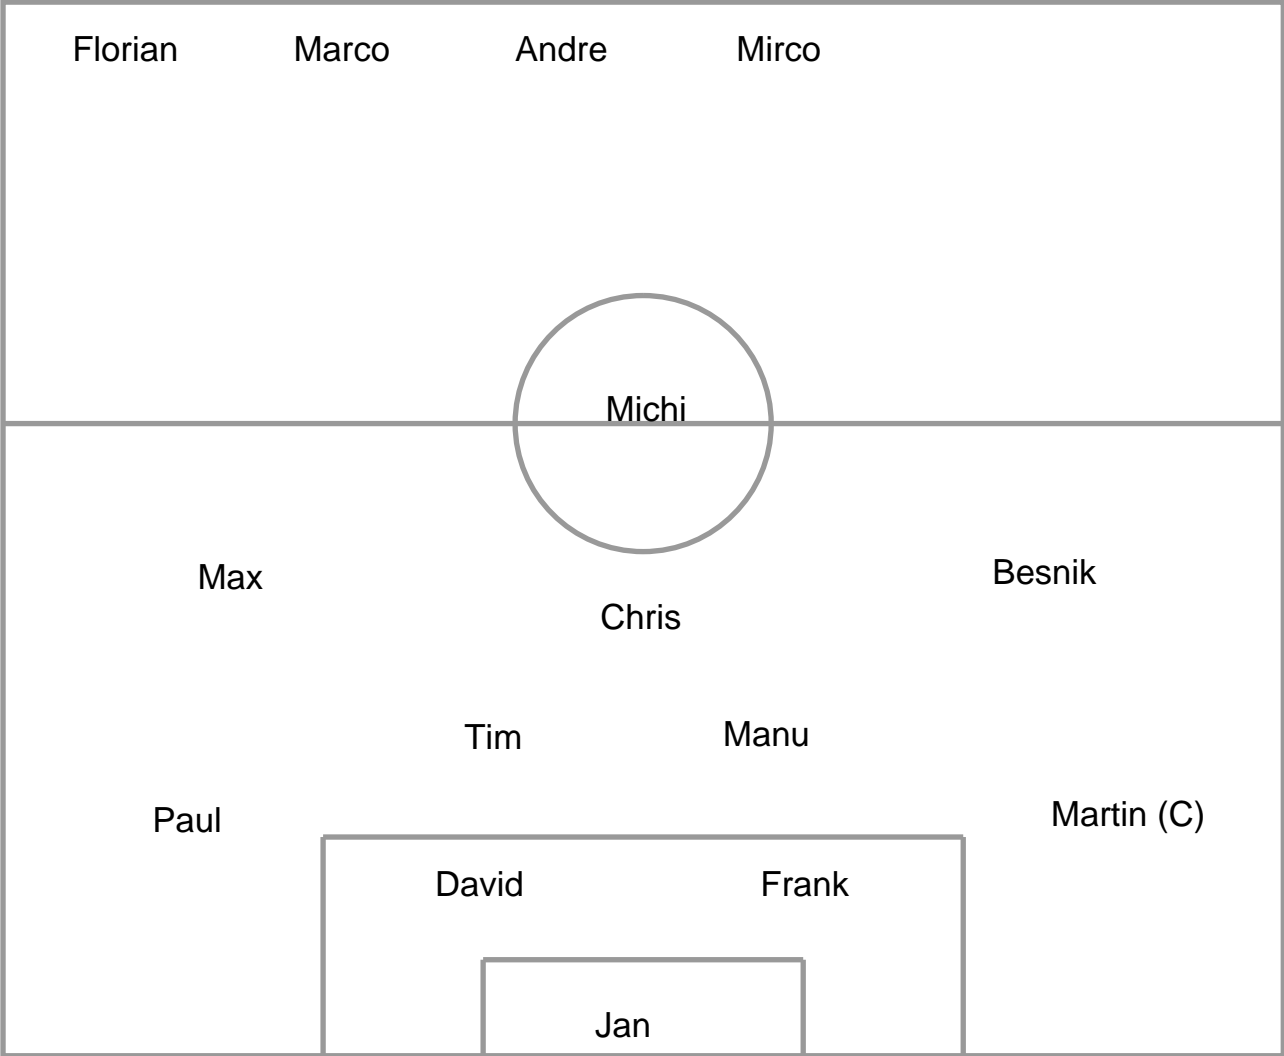 Florian Marco Andre Mirco
Michi
Max Besnik
Chris
Tim Manu
Paul Martin (C)
David Frank
Jan